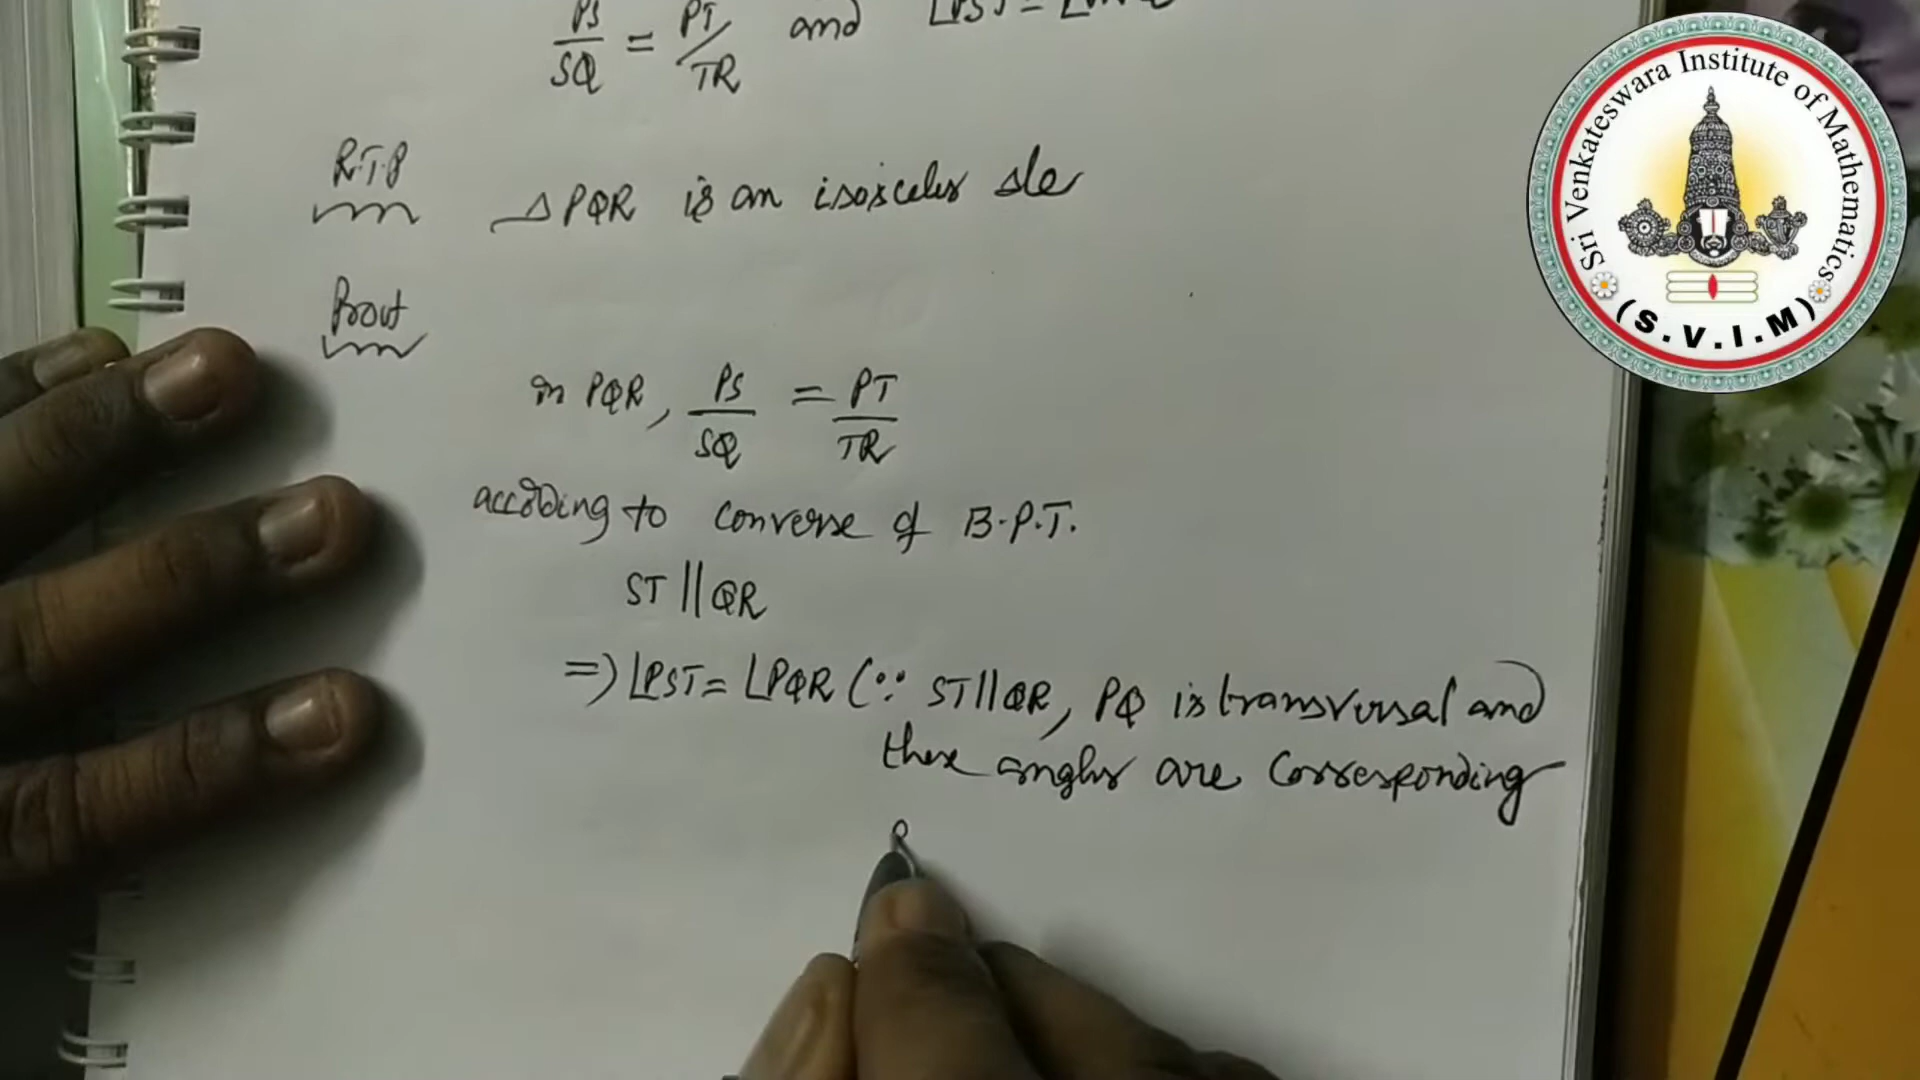 PS/SQ = PT/TR and ∠PST =
R.T.P
△PQR is an isosceles sle
Proof
in PQR, PS/SQ = PT/TR
according to converse of B.P.T.
ST || QR
=> ∠PST = ∠PQR (∵ ST || QR, PQ is transversal and
these angles are corresponding
Sri Venkateswara Institute of Mathematics
(S.V.I.M)